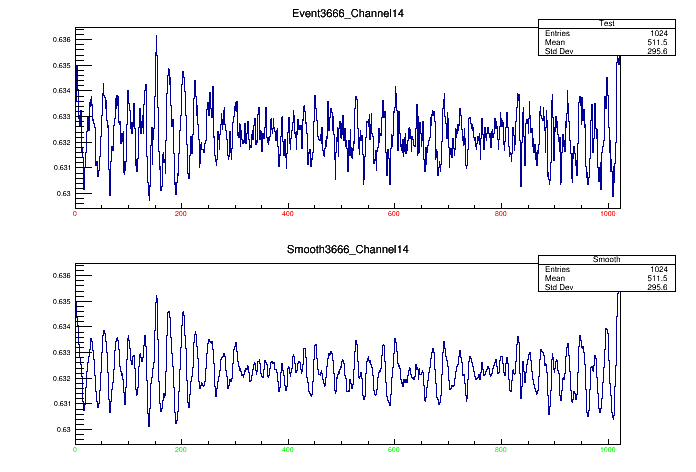 Event3666_Channel14
Test
Entries 1024
Mean 511.5
Std Dev 295.6
0.636
0.635
0.634
0.633
0.632
0.631
0.63
0 200 400 600 800 1000
Smooth3666_Channel14
Smooth
Entries 1024
Mean 511.5
Std Dev 295.6
0.636
0.635
0.634
0.633
0.632
0.631
0.63
0 200 400 600 800 1000